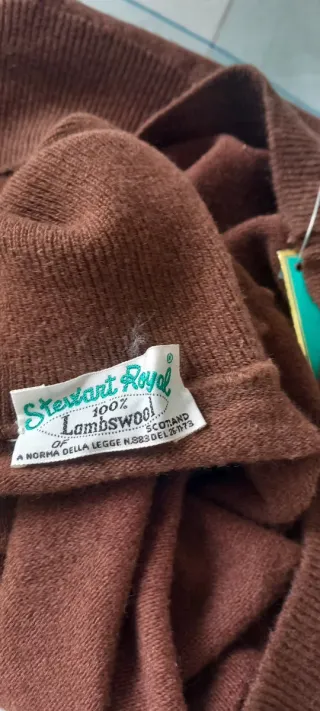 Stewart Royal®
100%
Lambswool
OF SCOTLAND
A NORMA DELLA LEGGE N.883 DEL 26.11.73